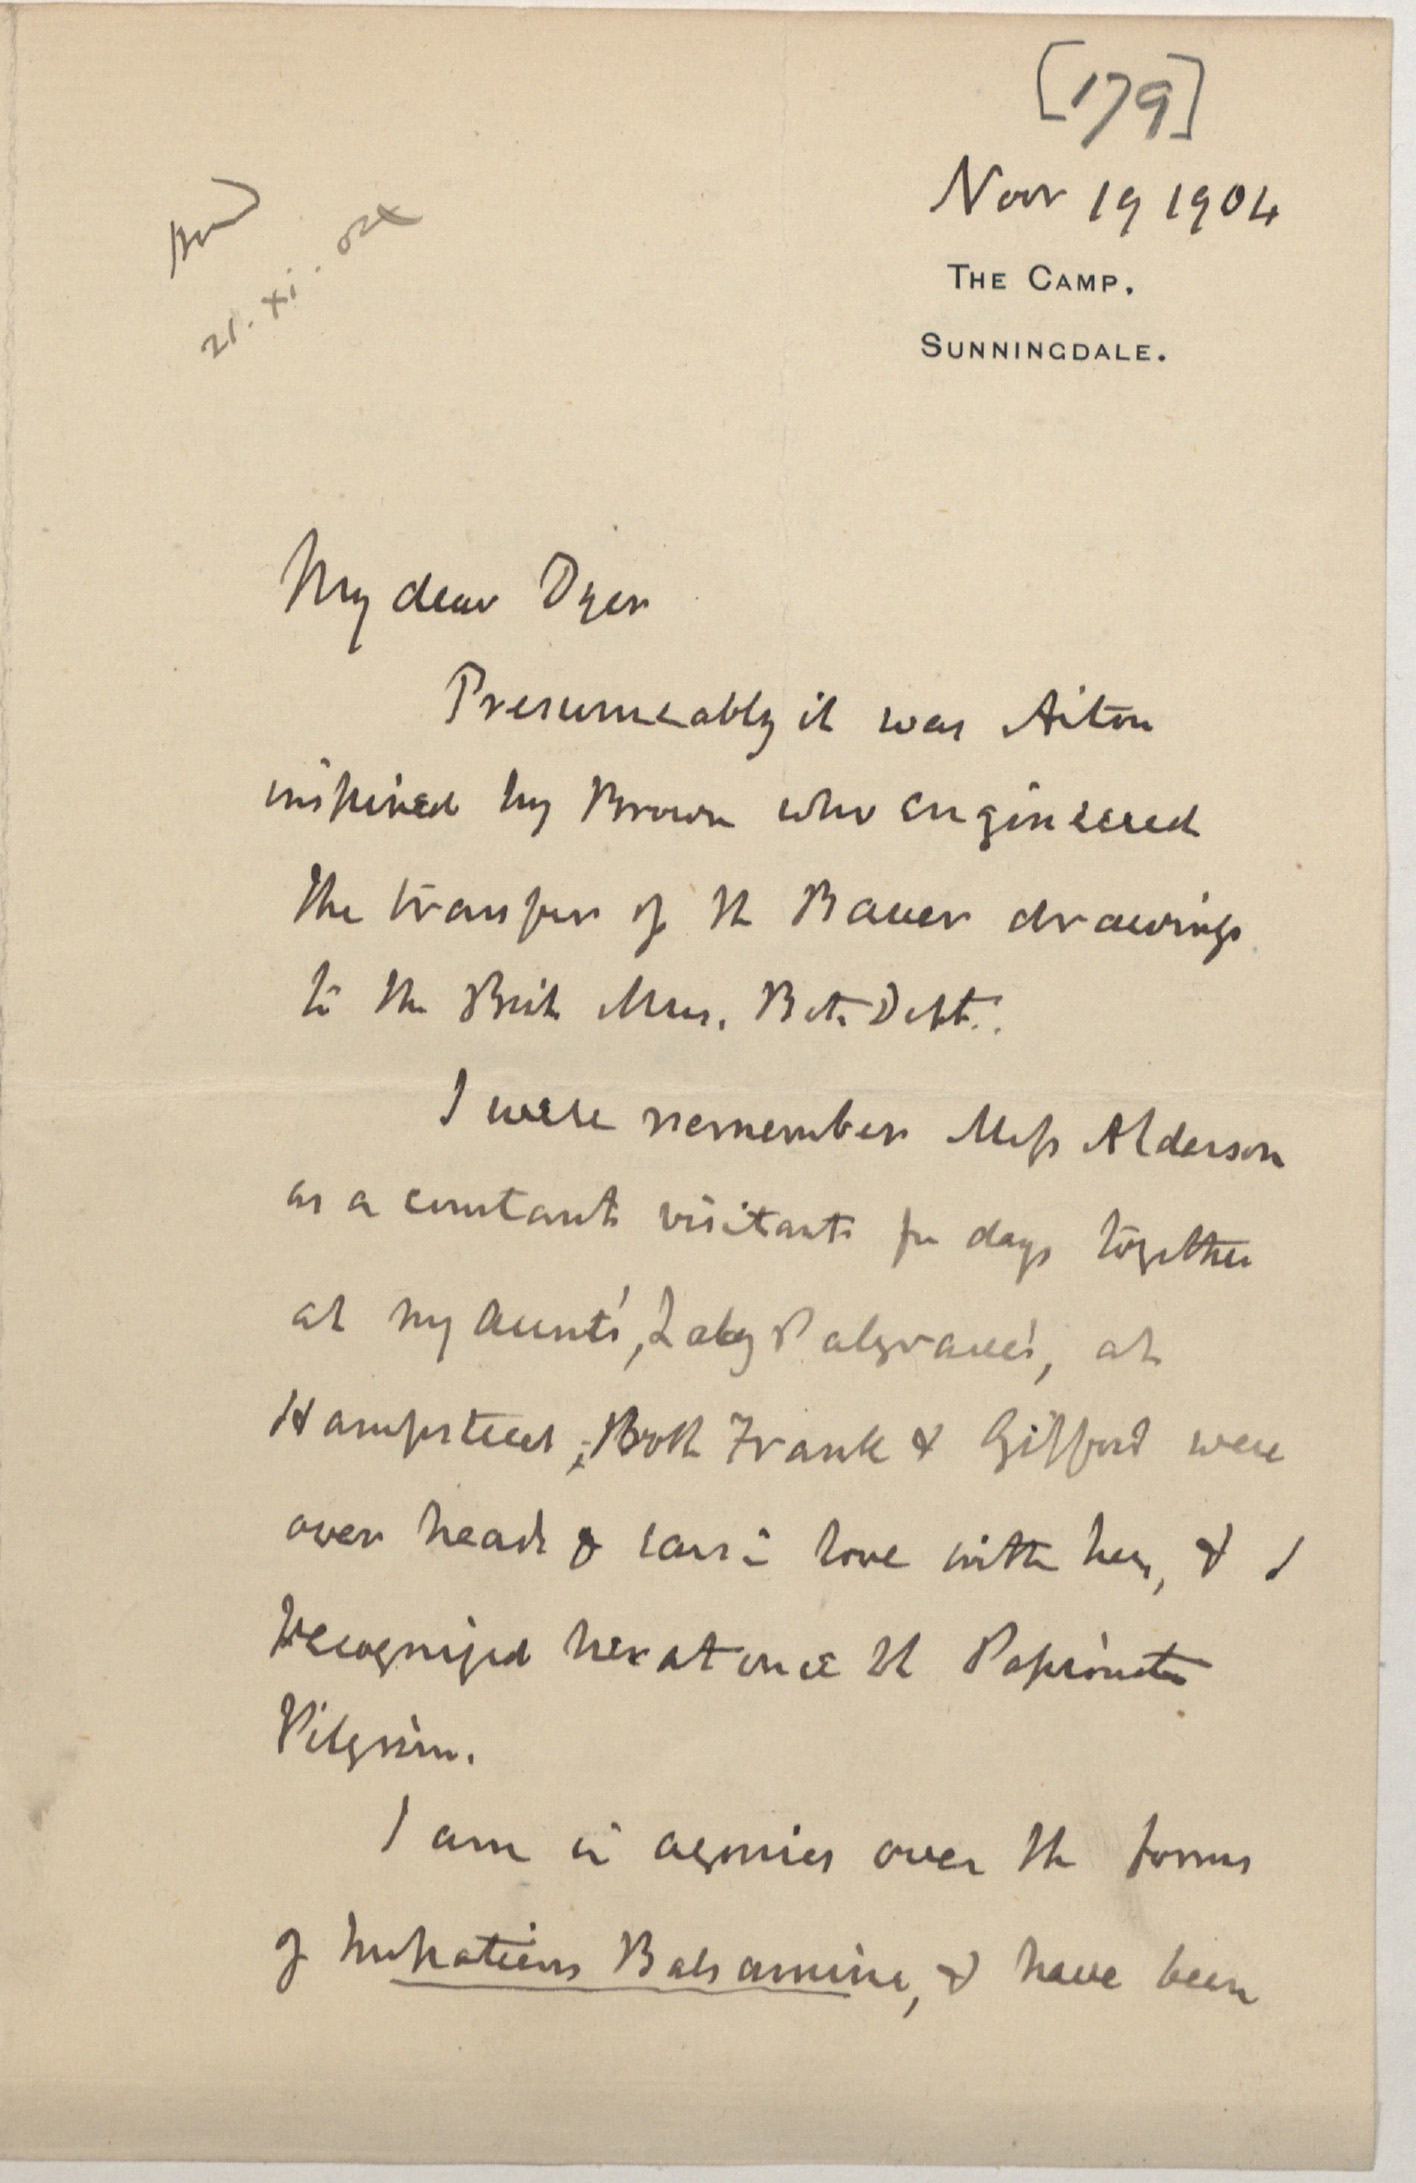 [179]
Nov 19 1904
THE CAMP.
SUNNINGDALE.
21. xi. 04
My dear Dyer
Presumeably it was Aiton
inspired by Brown who engineered
the transfer of the Bauer drawings
to the Brit Mus. Bot. Dept.
I well remember Miss Alderson
as a constant visitant for days together
at my Aunt's, Lady Palgrave's, at
Hampstead; Both Frank & Gifford were
over head & ears in love with her, & I
recognized her at once the Passionate
Pilgrim.
I am in agonies over the forms
of Impatiens Balsamina, & have been